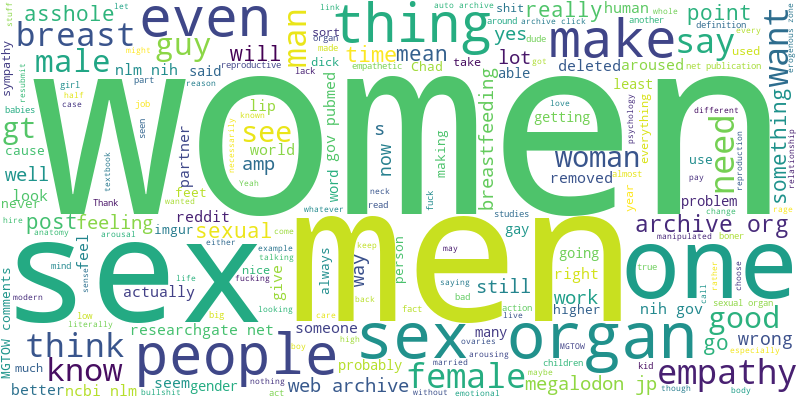 stuff
let
auto archive
shit
around
archive click
dude
another
whole
definition
every
zone
asshole
even
thing
really
human
point
breast
guy
man
yes
make
say
want
sympathy
resubmit
male
will
time
mean
lot
able
deleted
aroused
least
used
net publication
erogenous
nlm nih
said
sort
organ
made
dick
empathetic
Chad
take
got
might
reproductive
lack
babies
girl
half
case
job
part
reason
women
gt
cause
well
never
look
hire
textbook
seen
partner
lip
see
world
amp
known
necessarily
Yeah
feet
wanted
word gov pubmed
s
now
neck
read
whatever
fuck
making
breastfeeding
love
getting
woman
removed
studies
year
everything
almost
psychology
use
problem
need
pay
change
different
reproduction
something
relationship
rage
Thank
post
feeling
anatomy
arousal
reddit
imgur
sexual
either
come
example
talking
gay
archive org
sex
men
one
mind
feel
sense
actually
life
fucking
nice
looking
give
always
care
person
way
keep
back
fact
may
saying
bad
still
action
live
going
right
work
higher
true
call
rather
manipulated
boner
choose
nih gov
sexual organ
MGTOW comments
modern
low
literally
researchgate net
big
boy
someone
high
probably
many
married
ovaries
arousing
MGTOW
sex organ
good
go
wrong
especially
think
know
people
much
better
ncbi nlm
bullshit
seem
gender
act
nothing
web archive
without
female
emotional
maybe
children
megalodon jp
kid
though
body
empathy